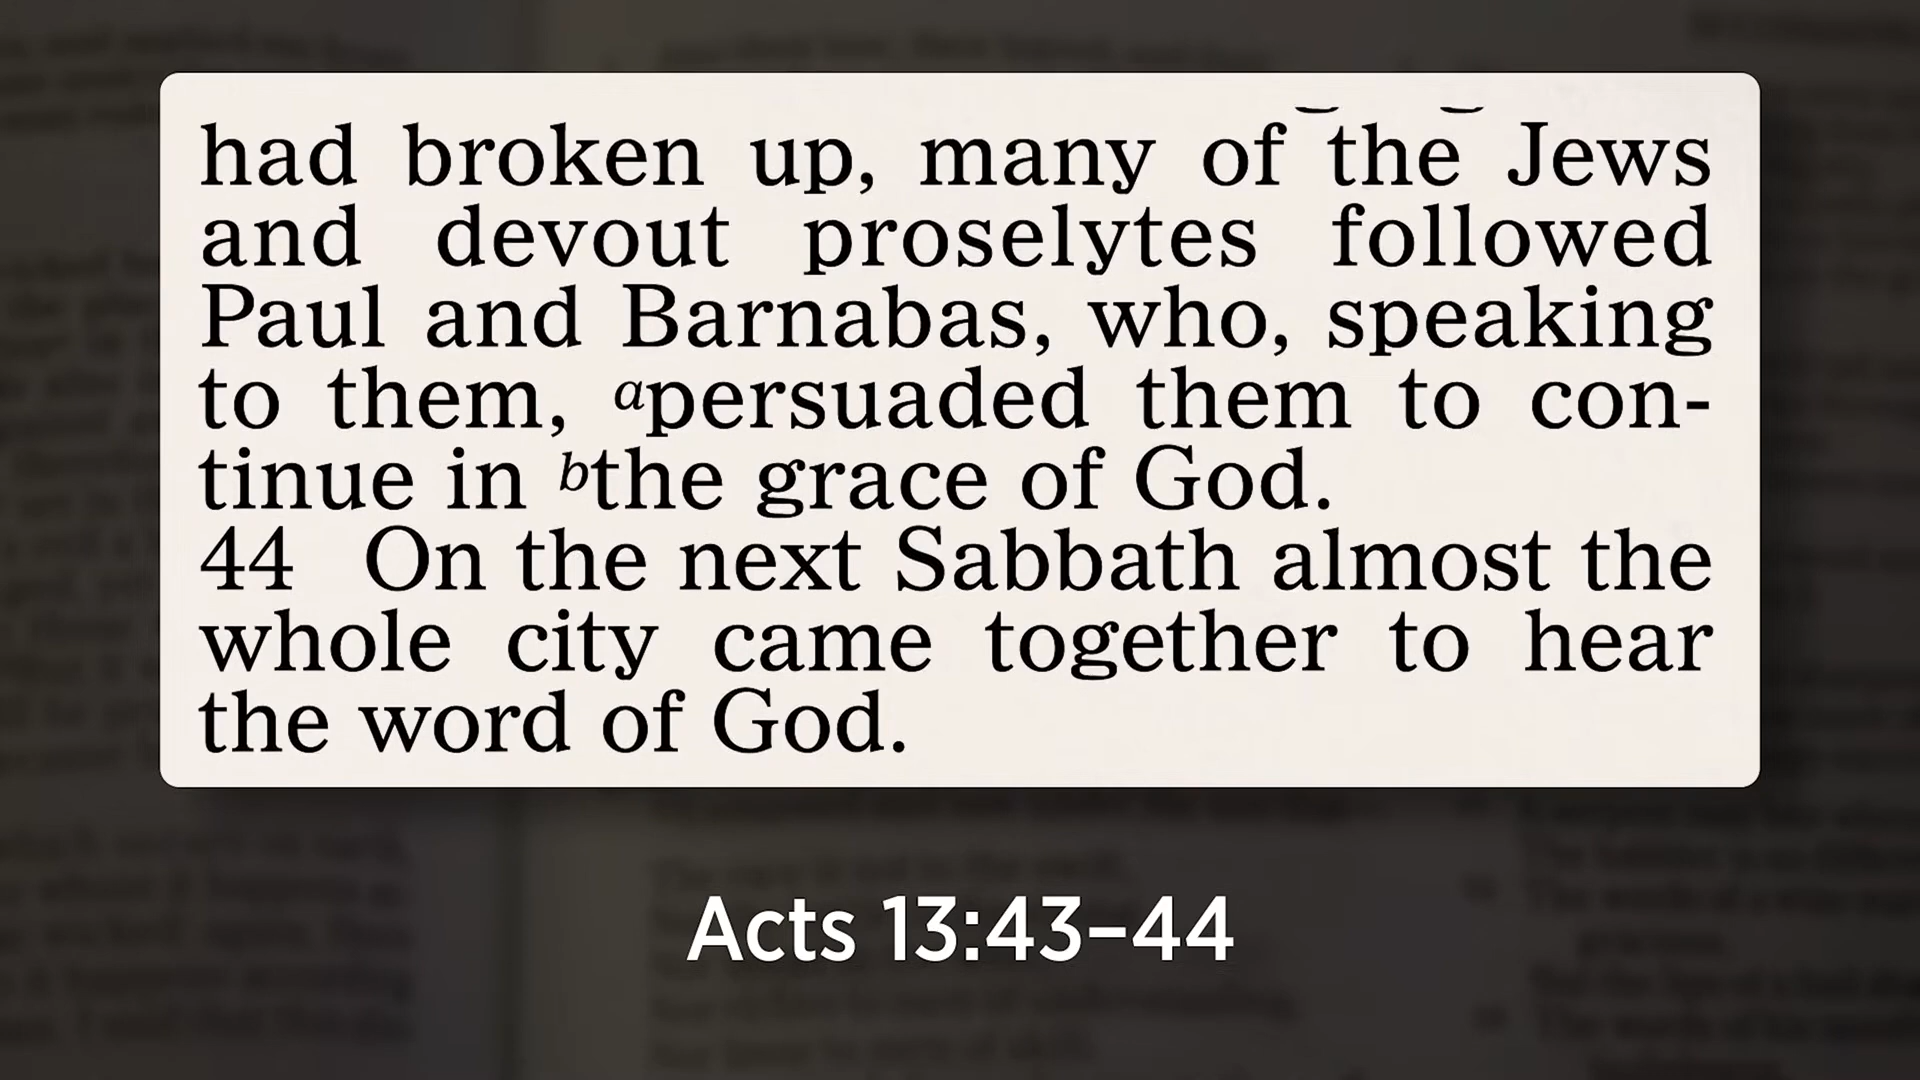 had broken up, many of the Jews
and devout proselytes followed
Paul and Barnabas, who, speaking
to them, apersuaded them to con-
tinue in bthe grace of God.
44 On the next Sabbath almost the
whole city came together to hear
the word of God.
Acts 13:43–44